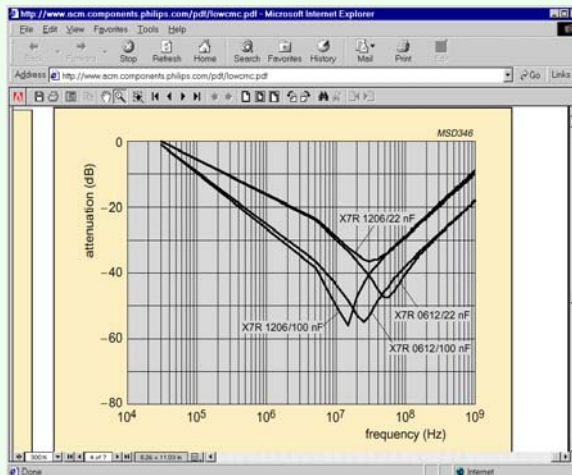 http://www.acm.components.philips.com/pdf/lowcmc.pdf - Microsoft Internet Explorer
File Edit View Favorites Tools Help
Back Forward Stop Refresh Home Search Favorites History Mail Print Edit
Address http://www.acm.components.philips.com/pdf/lowcmc.pdf Go Links
MSD346
attenuation (dB)
0
−20
−40
−60
−80
X7R 1206/22 nF
X7R 0612/22 nF
X7R 1206/100 nF
X7R 0612/100 nF
10⁴ 10⁵ 10⁶ 10⁷ 10⁸ 10⁹
frequency (Hz)
300% 4 of 7 8.26 x 11.03 in
Done Internet